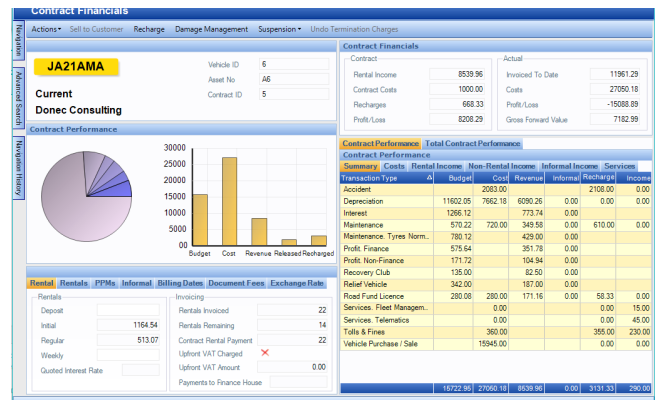 Contract Financials
Actions Sell to Customer Recharge Damage Management Suspension Undo Termination Charges
Navigation
Advanced Search
Navigation History
JA21AMA
Vehicle ID 6
Asset No A6
Contract ID 5
Current
Donec Consulting
Contract Performance
30000
25000
20000
15000
10000
5000
00
Budget Cost Revenue Released Recharged
Rental Rentals PPMs Informal Billing Dates Document Fees Exchange Rate
Rentals
Deposit
Initial 1164.54
Regular 513.07
Weekly
Quoted Interest Rate
Invoicing
Rentals Invoiced 22
Rentals Remaining 14
Contract Rental Payment 22
Upfront VAT Charged
Upfront VAT Amount 0.00
Payments to Finance House
Contract Financials
Contract
Rental Income 8539.96
Contract Costs 1000.00
Recharges 668.33
Profit/Loss 8208.29
Actual
Invoiced To Date 11961.29
Costs 27050.18
Profit/Loss -15088.89
Gross Forward Value 7182.99
Contract Performance Total Contract Performance
Contract Performance
Summary Costs Rental Income Non-Rental Income Informal Income Services
Transaction Type Budget Cost Revenue Informal Recharge Income
Accident 2083.00 2108.00 0.00
Depreciation 11602.05 7662.18 6090.26 0.00 0.00 0.00
Interest 1266.12 773.74 0.00
Maintenance 570.22 720.00 349.58 0.00 610.00 0.00
Maintenance. Tyres Norm.. 780.12 429.00 0.00
Profit. Finance 575.64 351.78 0.00
Profit. Non-Finance 171.72 104.94 0.00
Recovery Club 135.00 82.50 0.00
Relief Vehicle 342.00 187.00 0.00
Road Fund Licence 280.08 280.00 171.16 0.00 58.33 0.00
Services. Fleet Managem.. 0.00 0.00 15.00
Services. Telematics 0.00 0.00 45.00
Tolls & Fines 360.00 355.00 230.00
Vehicle Purchase / Sale 15945.00 0.00 0.00
15722.95 27050.18 8539.96 0.00 3131.33 290.00